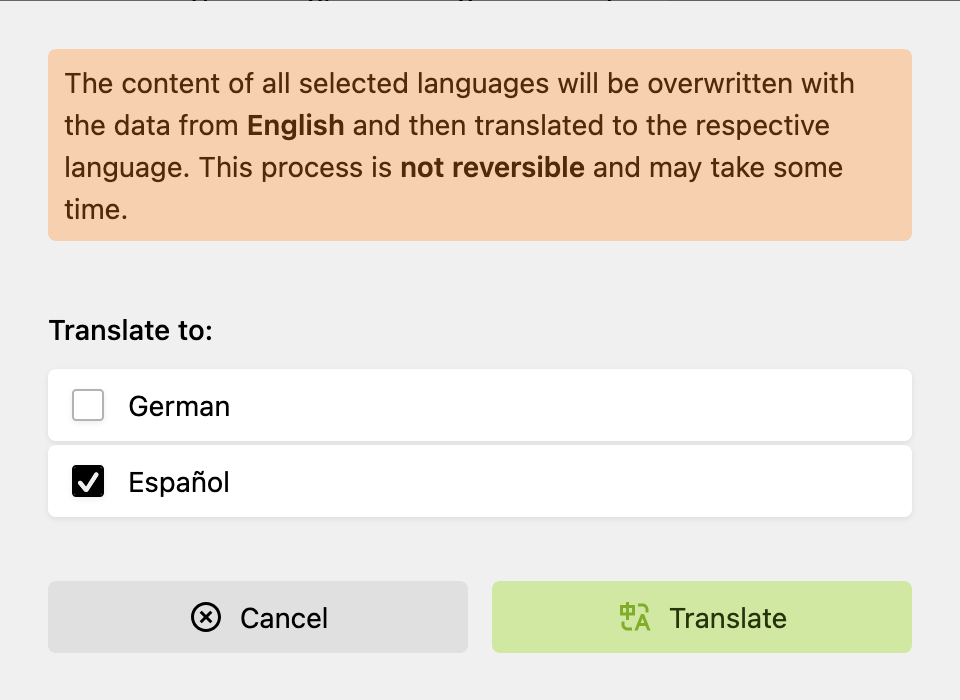 The content of all selected languages will be overwritten with
the data from English and then translated to the respective
language. This process is not reversible and may take some
time.
Translate to:
German
Español
Cancel
Translate